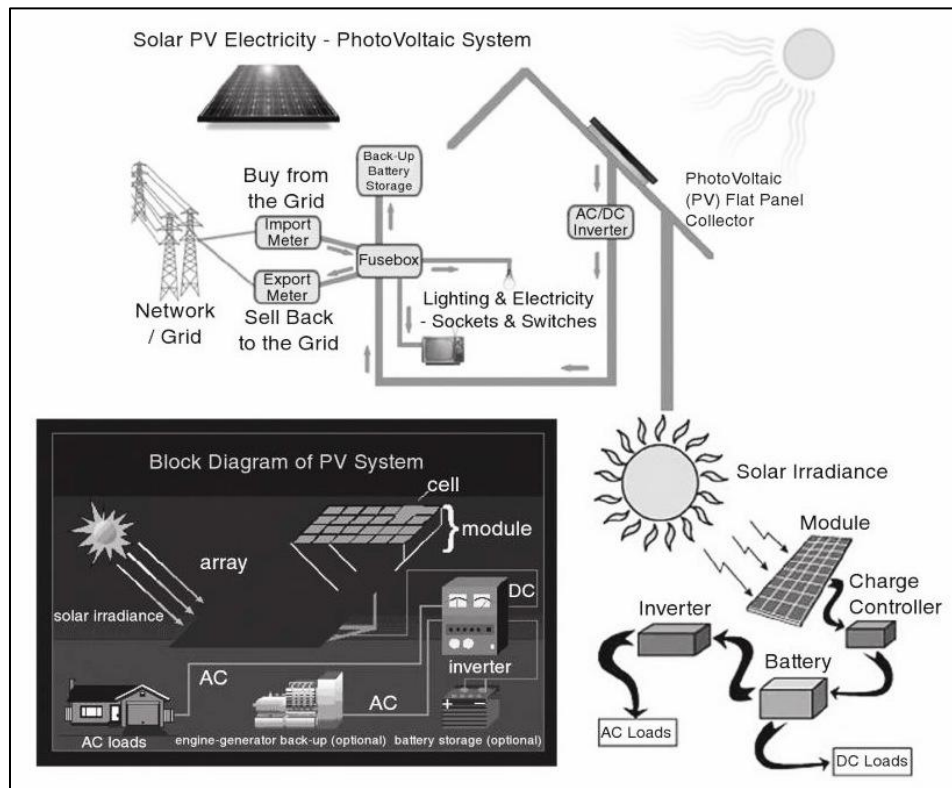 Solar PV Electricity - PhotoVoltaic System
Back-Up
Battery
Storage
Buy from
the Grid
Import
Meter
Fusebox
Export
Meter
Sell Back
to the Grid
Network
/ Grid
Lighting & Electricity
- Sockets & Switches
AC/DC
Inverter
PhotoVoltaic
(PV) Flat Panel
Collector
Block Diagram of PV System
cell
module
array
solar irradiance
DC
inverter
AC
AC
+ −
AC loads
engine-generator back-up (optional)
battery storage (optional)
Solar Irradiance
Module
Charge
Controller
Inverter
Battery
AC Loads
DC Loads